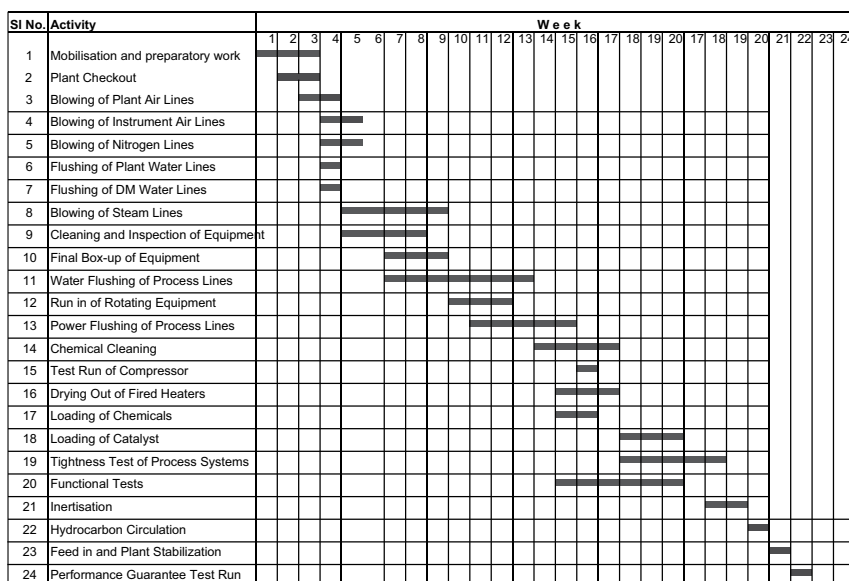 Sl No. Activity W e e k
1 2 3 4 5 6 7 8 9 10 11 12 13 14 15 16 17 18 19 20 17 18 19 20 21 22 23 24
1 Mobilisation and preparatory work
2 Plant Checkout
3 Blowing of Plant Air Lines
4 Blowing of Instrument Air Lines
5 Blowing of Nitrogen Lines
6 Flushing of Plant Water Lines
7 Flushing of DM Water Lines
8 Blowing of Steam Lines
9 Cleaning and Inspection of Equipment
10 Final Box-up of Equipment
11 Water Flushing of Process Lines
12 Run in of Rotating Equipment
13 Power Flushing of Process Lines
14 Chemical Cleaning
15 Test Run of Compressor
16 Drying Out of Fired Heaters
17 Loading of Chemicals
18 Loading of Catalyst
19 Tightness Test of Process Systems
20 Functional Tests
21 Inertisation
22 Hydrocarbon Circulation
23 Feed in and Plant Stabilization
24 Performance Guarantee Test Run